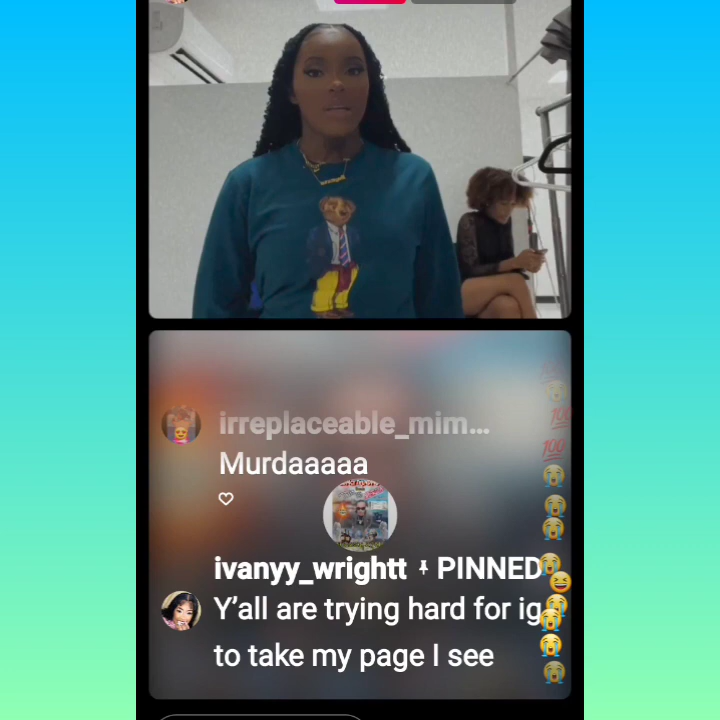 irreplaceable_mim...
Murdaaaaa
ivanyy_wrightt PINNED
Y’all are trying hard for ig
to take my page I see